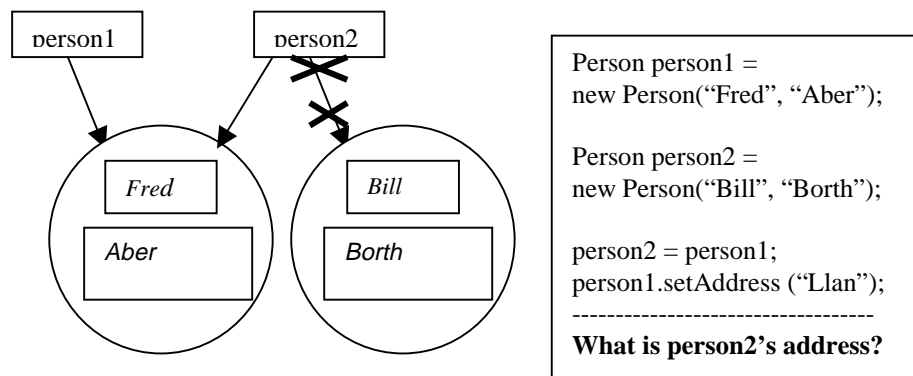 person1
person2
Fred
Aber
Bill
Borth
Person person1 =
new Person(“Fred”, “Aber”);
Person person2 =
new Person(“Bill”, “Borth”);
person2 = person1;
person1.setAddress (“Llan”);
-----------------------------------
What is person2’s address?